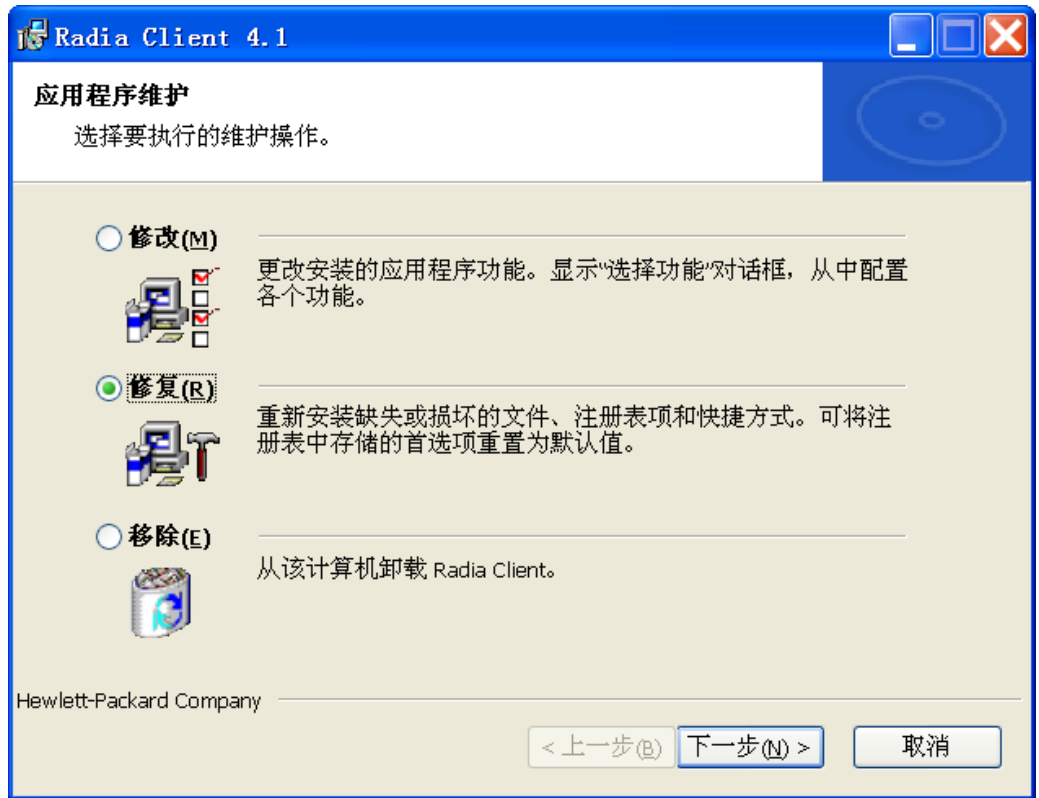 Radia Client 4.1
应用程序维护
选择要执行的维护操作。
修改(M)
更改安装的应用程序功能。显示“选择功能”对话框，从中配置
各个功能。
修复(R)
重新安装缺失或损坏的文件、注册表项和快捷方式。可将注
册表中存储的首选项重置为默认值。
移除(E)
从该计算机卸载 Radia Client。
Hewlett-Packard Company
< 上一步(B)
下一步(N) >
取消